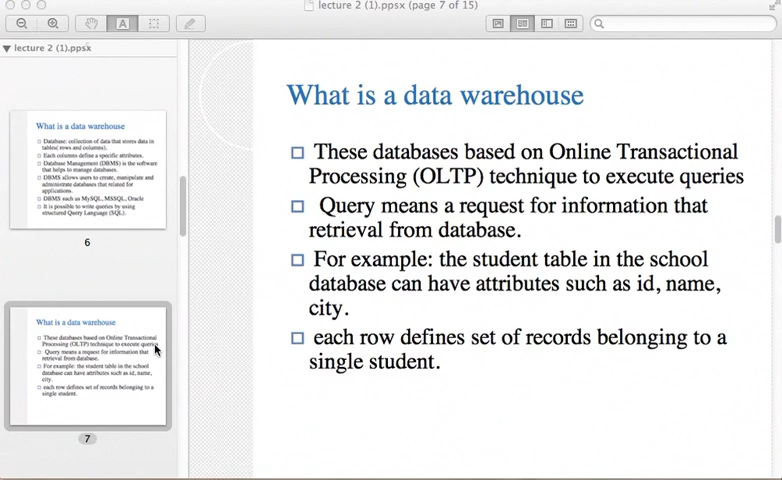 lecture 2 (1).ppsx (page 7 of 15)
lecture 2 (1).ppsx
What is a data warehouse
Database: collection of data that stores data in
tables( rows and columns).
Each columns define a specific attributes.
Database Management (DBMS) is the software
that helps to manage databases.
DBMS allows users to create, manipulate and
administrate databases that related for
applications.
DBMS such as MySQL, MSSQL, Oracle
It is possible to write queries by using
structured Query Language (SQL).
6
What is a data warehouse
These databases based on Online Transactional
Processing (OLTP) technique to execute queries
Query means a request for information that
retrieval from database.
For example: the student table in the school
database can have attributes such as id, name,
city.
each row defines set of records belonging to a
single student.
7
What is a data warehouse
These databases based on Online Transactional
Processing (OLTP) technique to execute queries
Query means a request for information that
retrieval from database.
For example: the student table in the school
database can have attributes such as id, name,
city.
each row defines set of records belonging to a
single student.